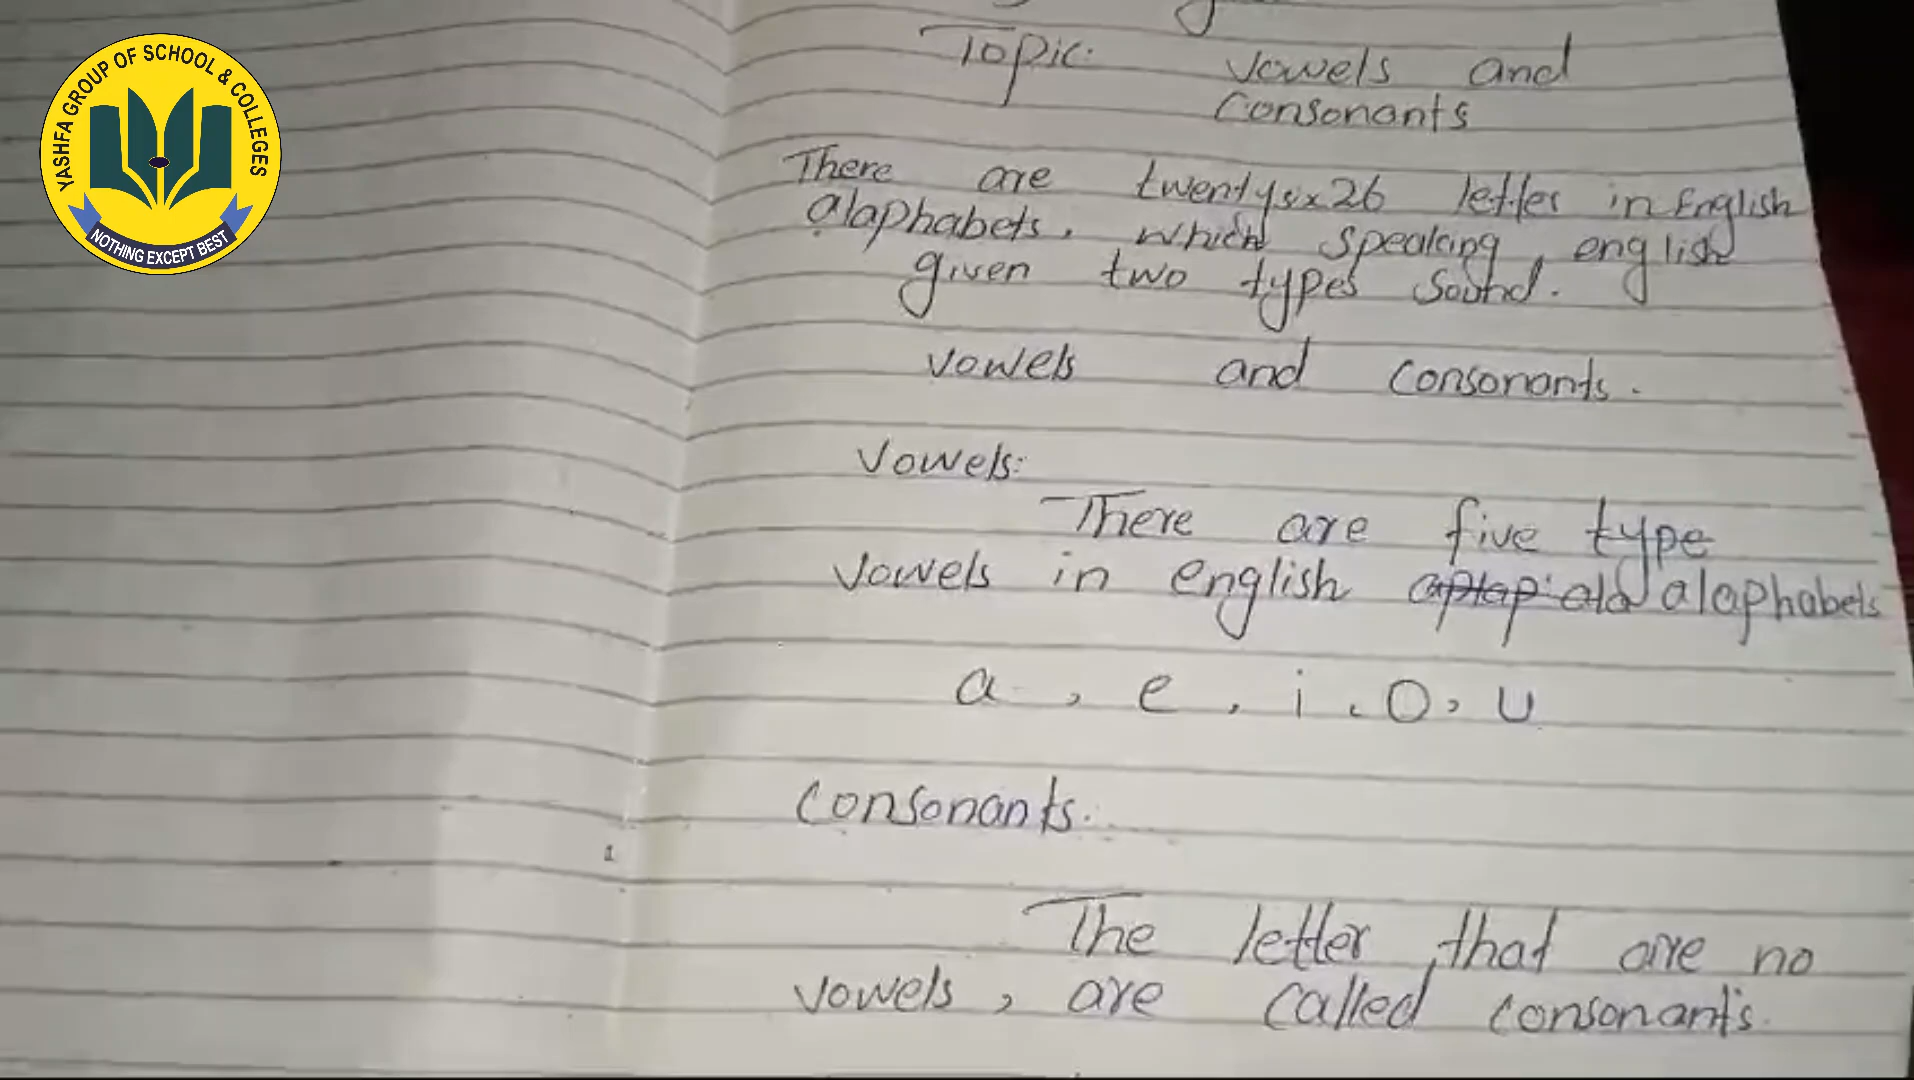 YASHFA GROUP OF SCHOOL & COLLEGES
NOTHING EXCEPT BEST
Topic: Vowels and
Consonants
There are twentysix 26 letter in English
alaphabets, which speaking, english
given two types sound.
vowels and consonants.
Vowels:
There are five type
vowels in english alaphabets
a, e, i, o, u
Consonants:
The letter, that are no
vowels, are called consonants.